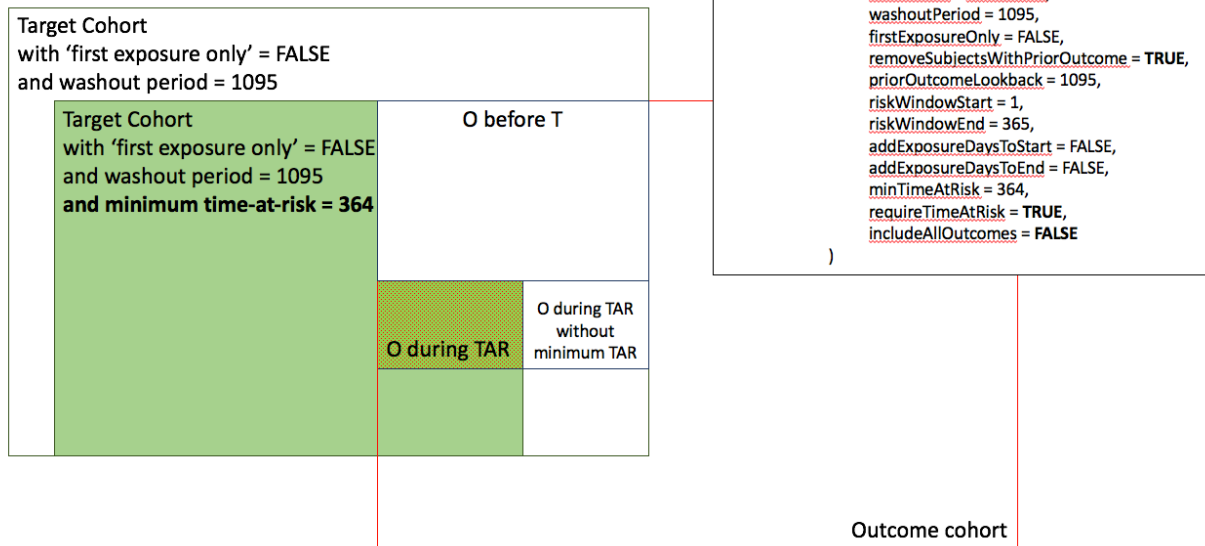 Target Cohort
with ‘first exposure only’ = FALSE
and washout period = 1095
Target Cohort
with ‘first exposure only’ = FALSE
and washout period = 1095
and minimum time-at-risk = 364
O before T
O during TAR
O during TAR
without
minimum TAR
washoutPeriod = 1095,
firstExposureOnly = FALSE,
removeSubjectsWithPriorOutcome = TRUE,
priorOutcomeLookback = 1095,
riskWindowStart = 1,
riskWindowEnd = 365,
addExposureDaysToStart = FALSE,
addExposureDaysToEnd = FALSE,
minTimeAtRisk = 364,
requireTimeAtRisk = TRUE,
includeAllOutcomes = FALSE
)
Outcome cohort